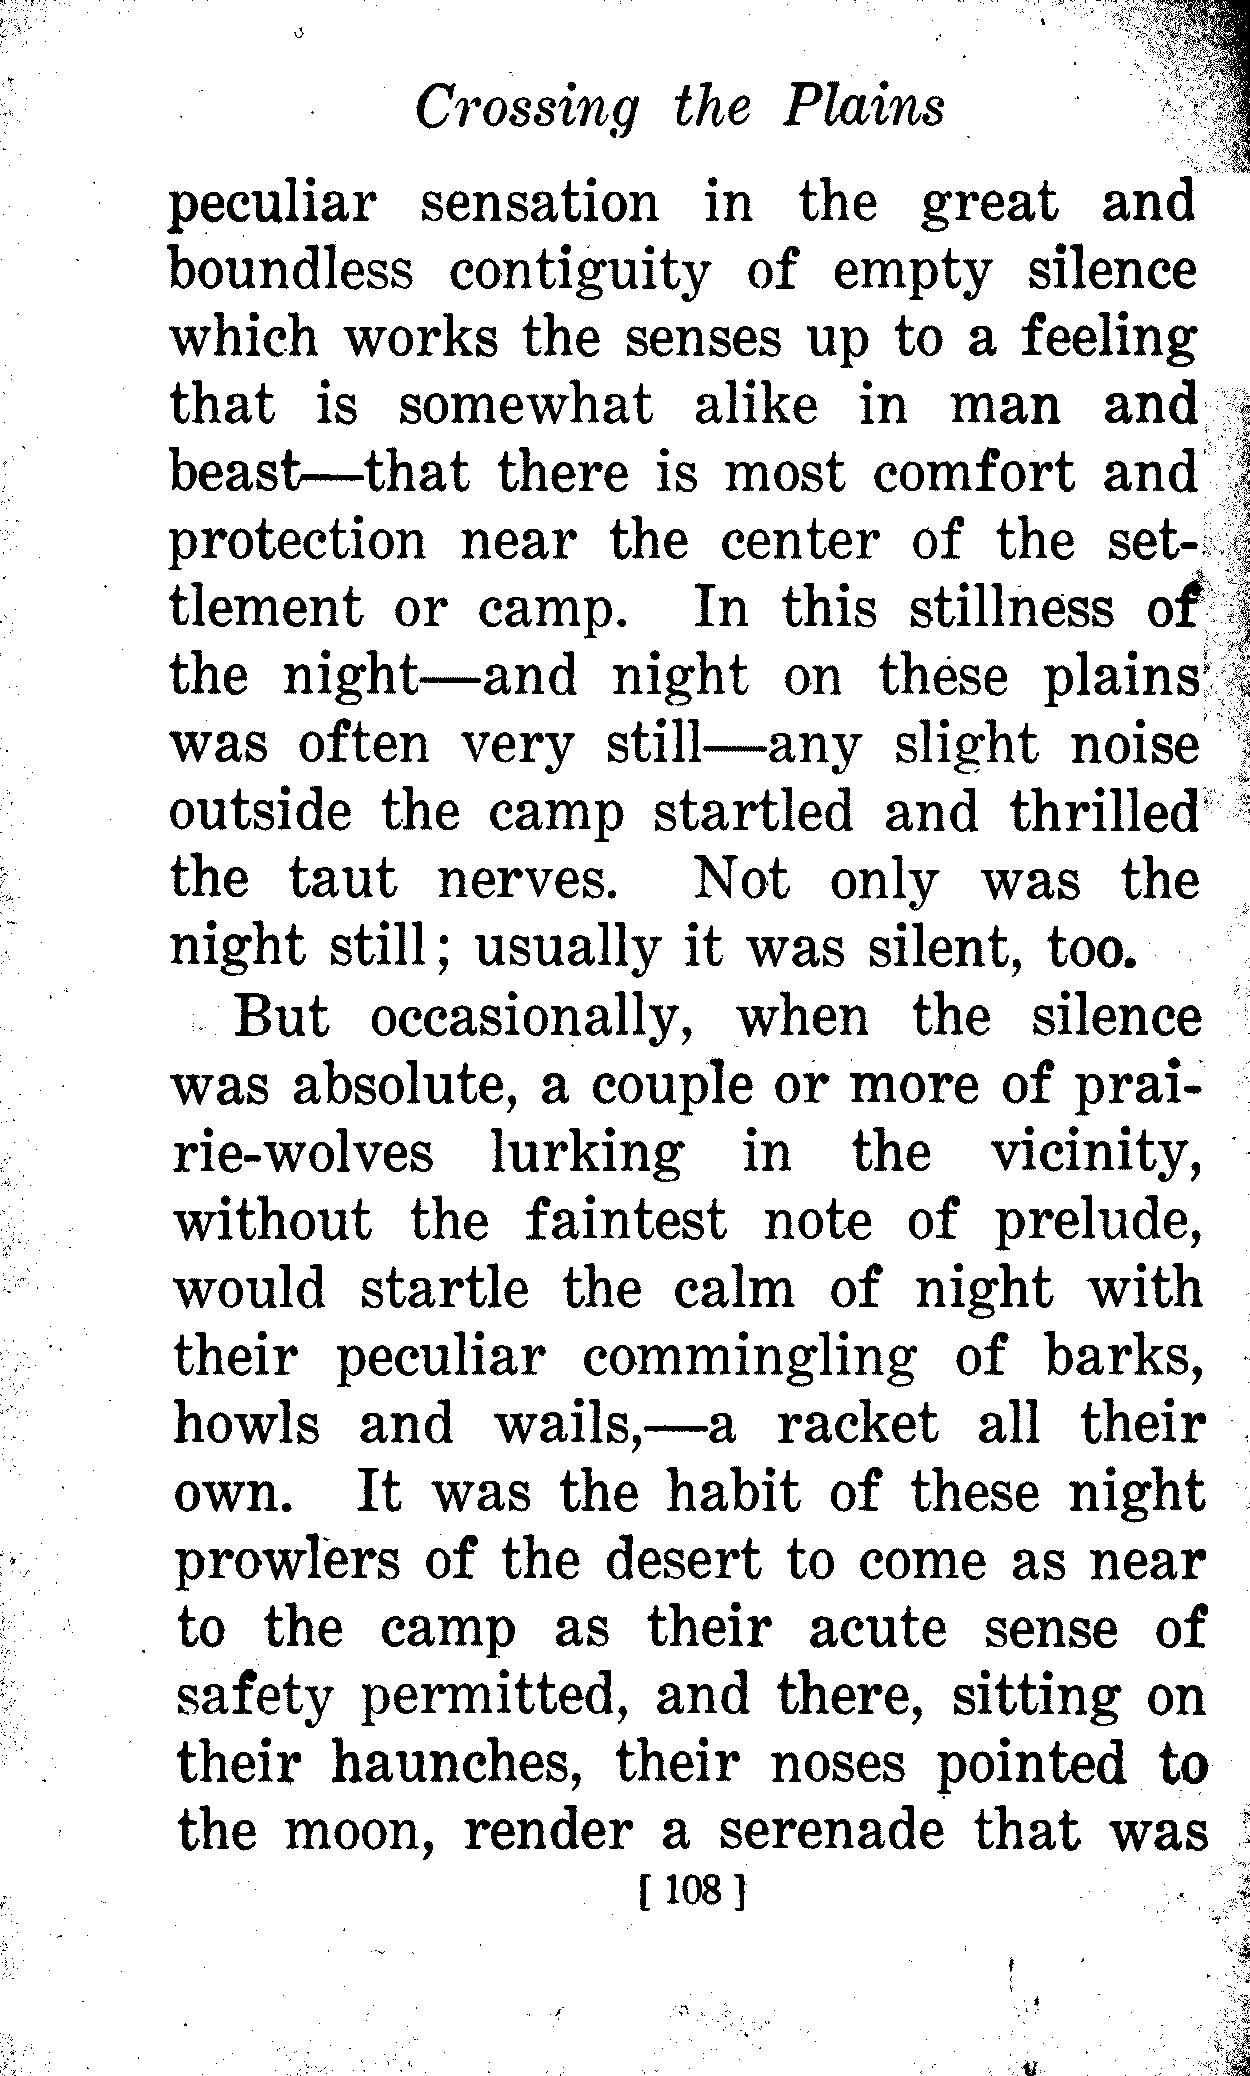 Crossing the Plains
peculiar sensation in the great and
boundless contiguity of empty silence
which works the senses up to a feeling
that is somewhat alike in man and
beast—that there is most comfort and
protection near the center of the set-
tlement or camp. In this stillness of
the night—and night on these plains
was often very still—any slight noise
outside the camp startled and thrilled
the taut nerves. Not only was the
night still; usually it was silent, too.
But occasionally, when the silence
was absolute, a couple or more of prai-
rie-wolves lurking in the vicinity,
without the faintest note of prelude,
would startle the calm of night with
their peculiar commingling of barks,
howls and wails,—a racket all their
own. It was the habit of these night
prowlers of the desert to come as near
to the camp as their acute sense of
safety permitted, and there, sitting on
their haunches, their noses pointed to
the moon, render a serenade that was
[ 108 ]